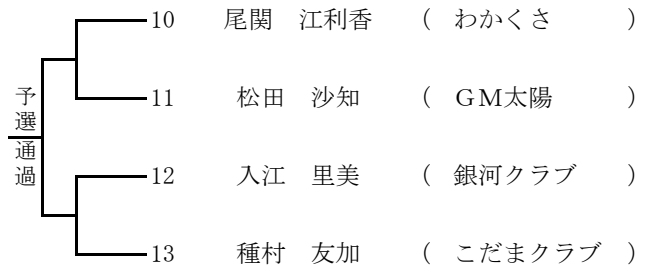 10 尾関 江利香 ( わかくさ )
11 松田 沙知 ( GM太陽 )
予選通過
12 入江 里美 ( 銀河クラブ )
13 種村 友加 ( こだまクラブ )